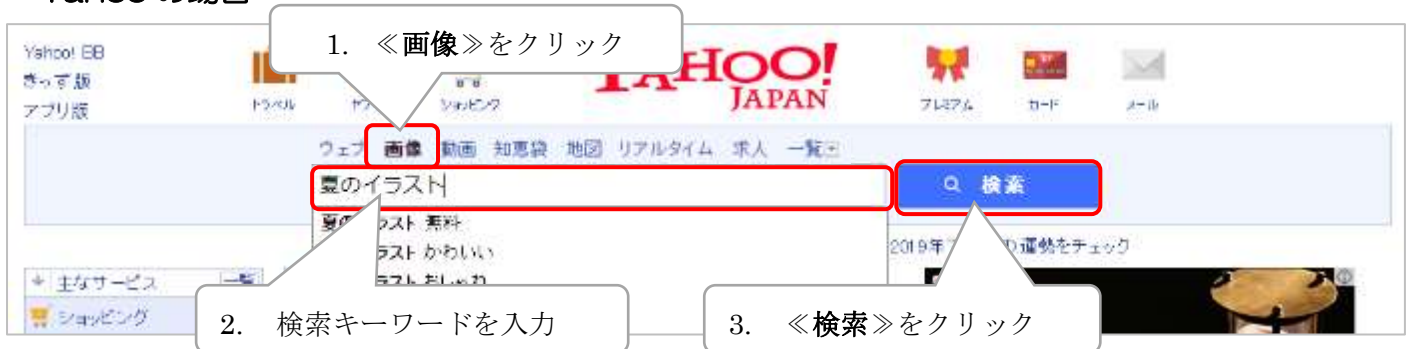 1. ≪画像≫をクリック
Yahoo! BB
きっず版
アプリ版
トラベル
ショッピング
YAHOO!
JAPAN
プレミアム
カード
メール
ウェブ 画像 動画 知恵袋 地図 リアルタイム 求人 一覧
夏のイラスト
検索
無料
かわいい
2019年
運勢をチェック
主なサービス 一覧
ショッピング
2. 検索キーワードを入力
3. ≪検索≫をクリック